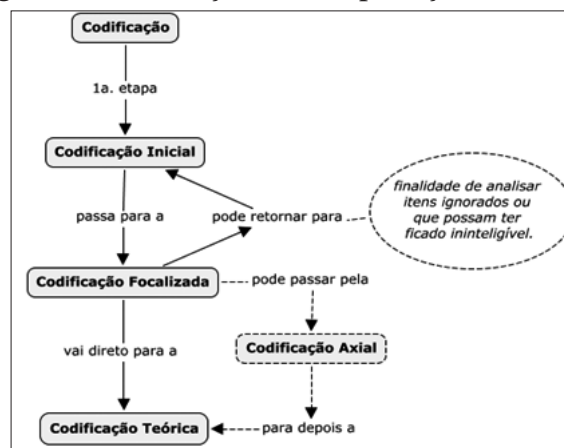 Codificação
1a. etapa
Codificação Inicial
passa para a
pode retornar para
finalidade de analisar
itens ignorados ou
que possam ter
ficado ininteligível.
Codificação Focalizada
pode passar pela
vai direto para a
Codificação Axial
Codificação Teórica
para depois a